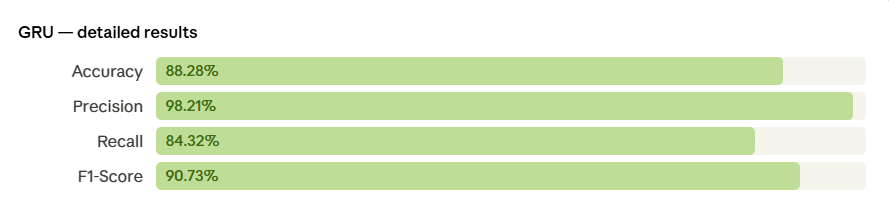 GRU — detailed results
Accuracy 88.28%
Precision 98.21%
Recall 84.32%
F1-Score 90.73%